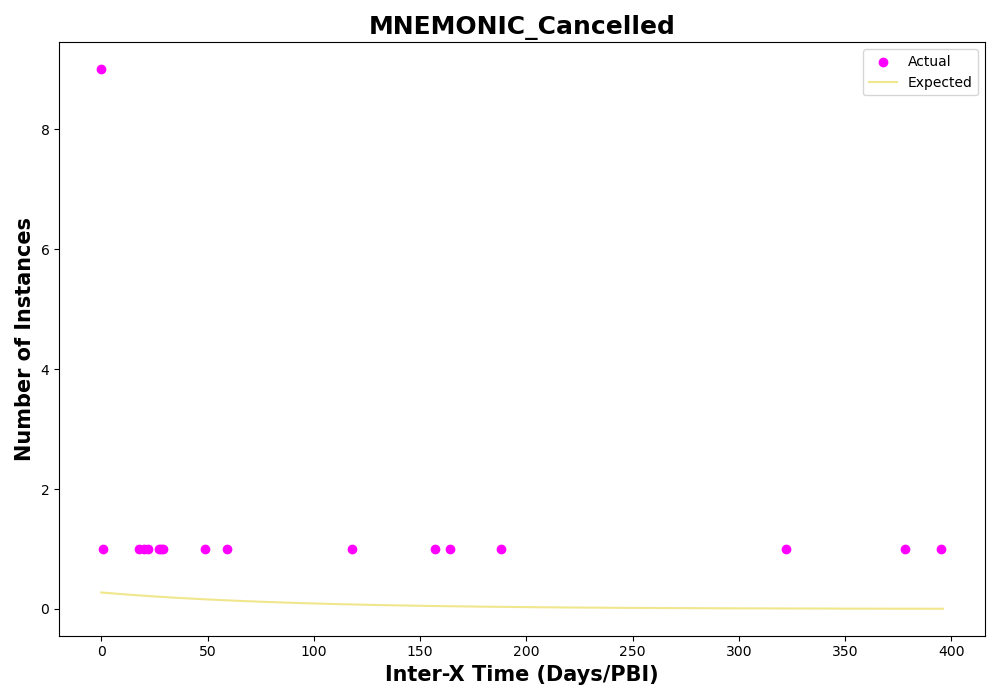 MNEMONIC_Cancelled
Actual
Expected
Number of Instances
8
6
4
2
0
0 50 100 150 200 250 300 350 400
Inter-X Time (Days/PBI)